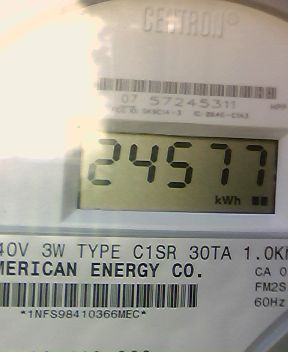 CENTRON®
07 57245311
24577
kWh
40V 3W TYPE C1SR 30TA 1.0K
MERICAN ENERGY CO.
CA 0
FM2S
60Hz
*1NFS98410366MEC*